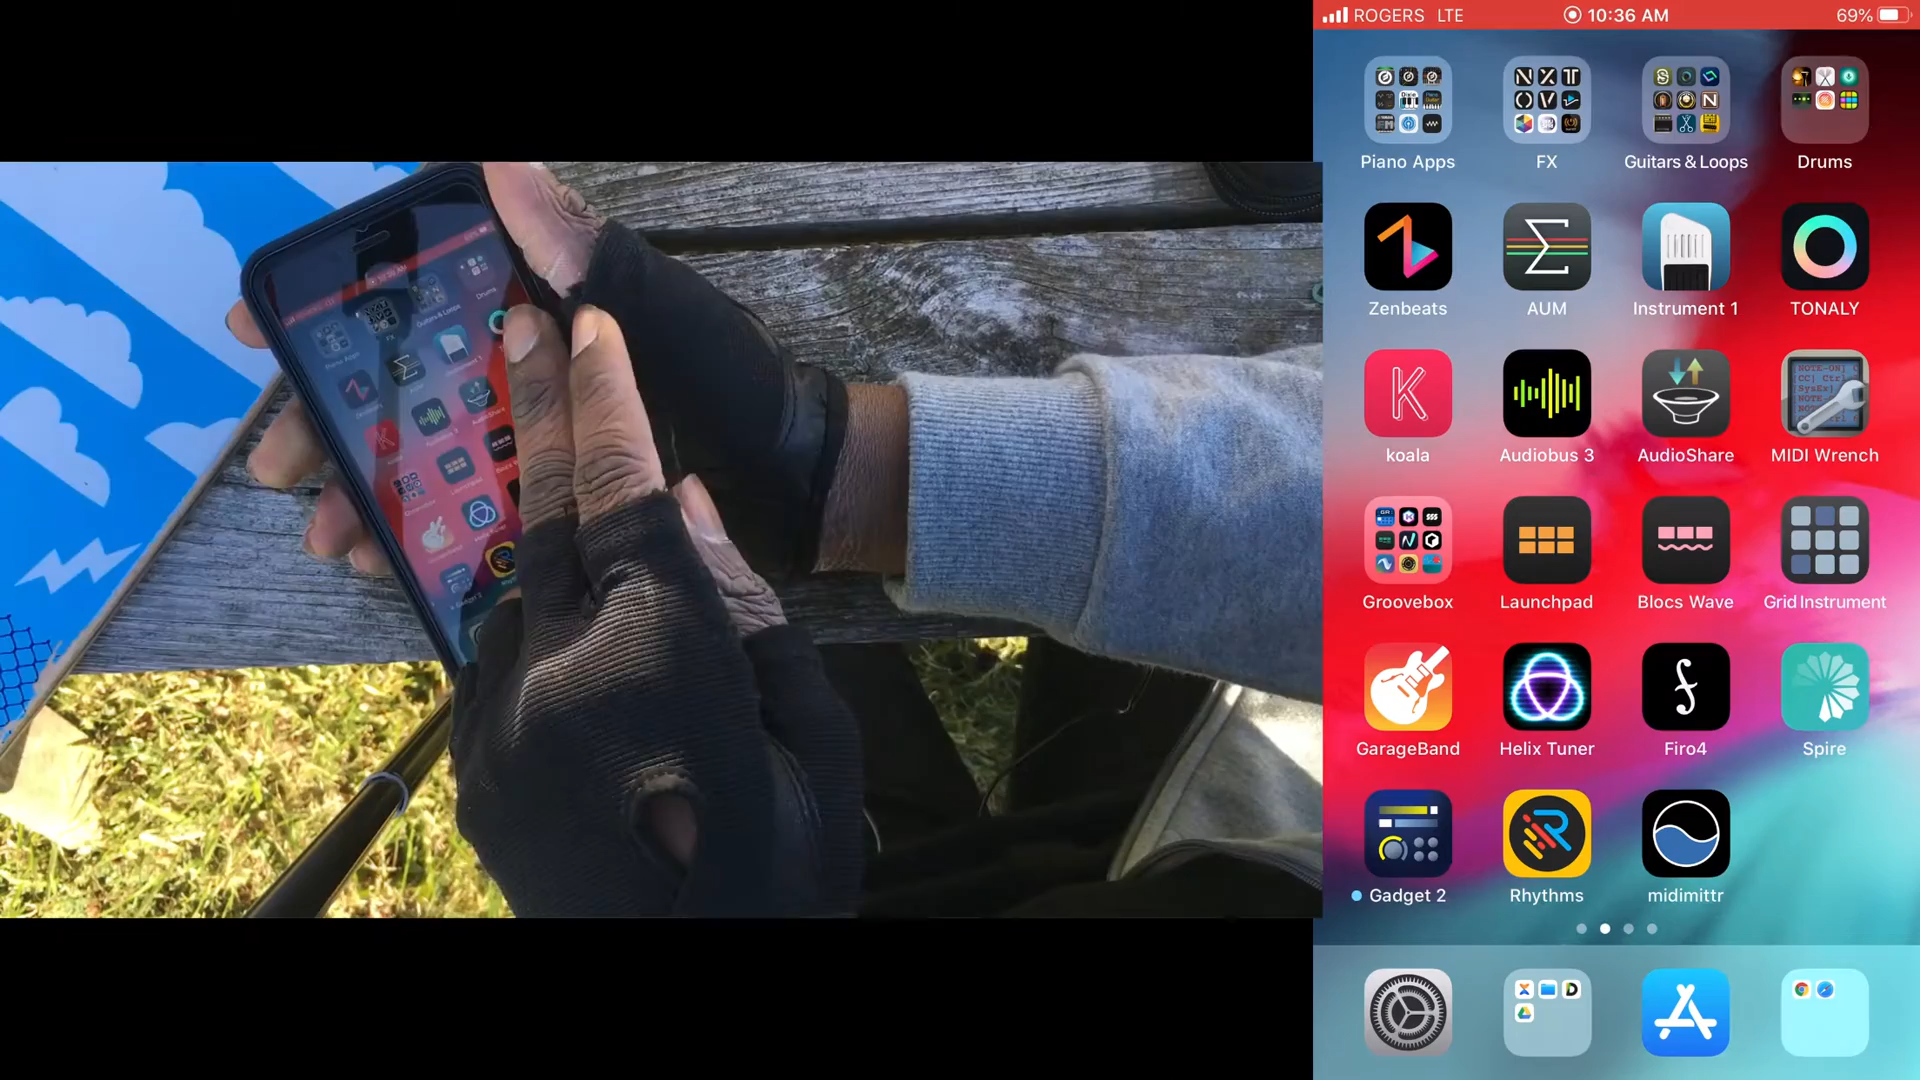 ROGERS LTE 10:36 AM 69%
Piano Apps FX Guitars & Loops Drums
Zenbeats AUM Instrument 1 TONALY
koala Audiobus 3 AudioShare MIDI Wrench
Groovebox Launchpad Blocs Wave Grid Instrument
GarageBand Helix Tuner Firo4 Spire
Gadget 2 Rhythms midimittr